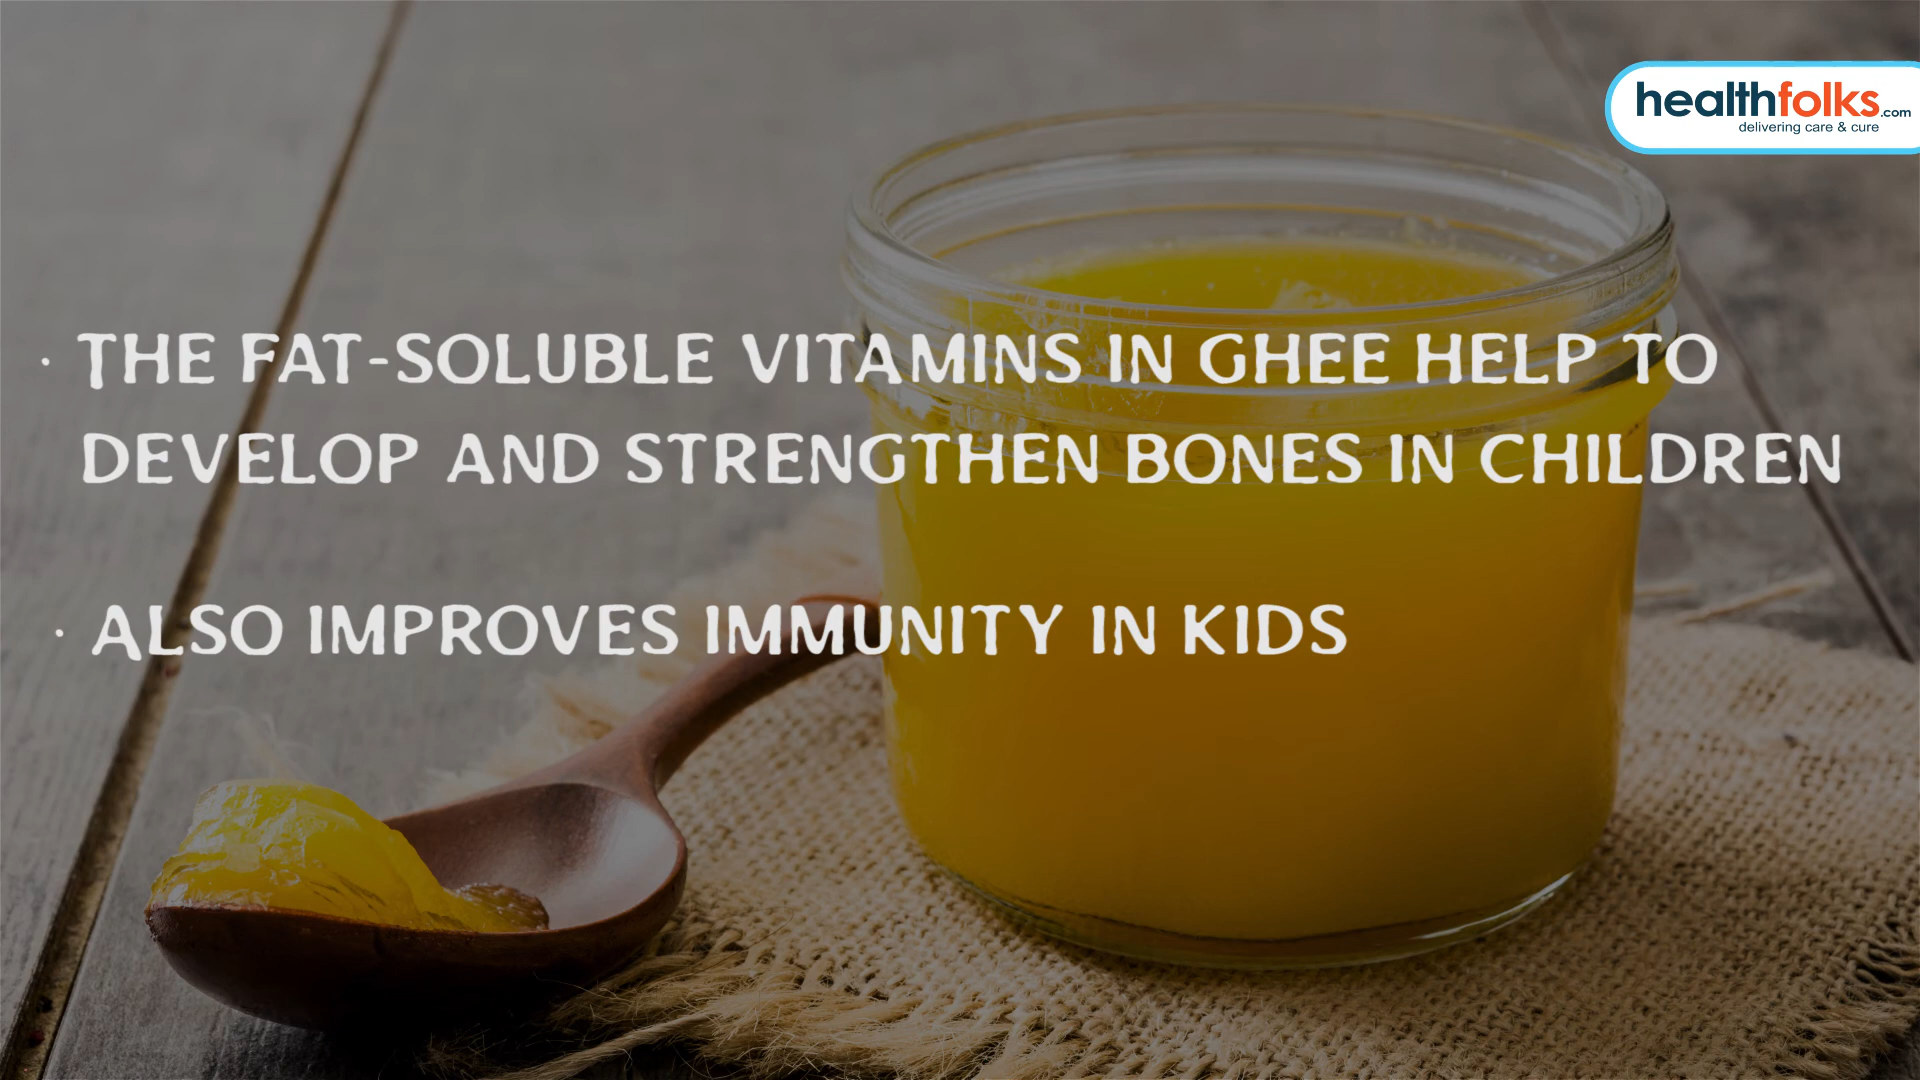 healthfolks.com
delivering care & cure
· THE FAT-SOLUBLE VITAMINS IN GHEE HELP TO
DEVELOP AND STRENGTHEN BONES IN CHILDREN
· ALSO IMPROVES IMMUNITY IN KIDS